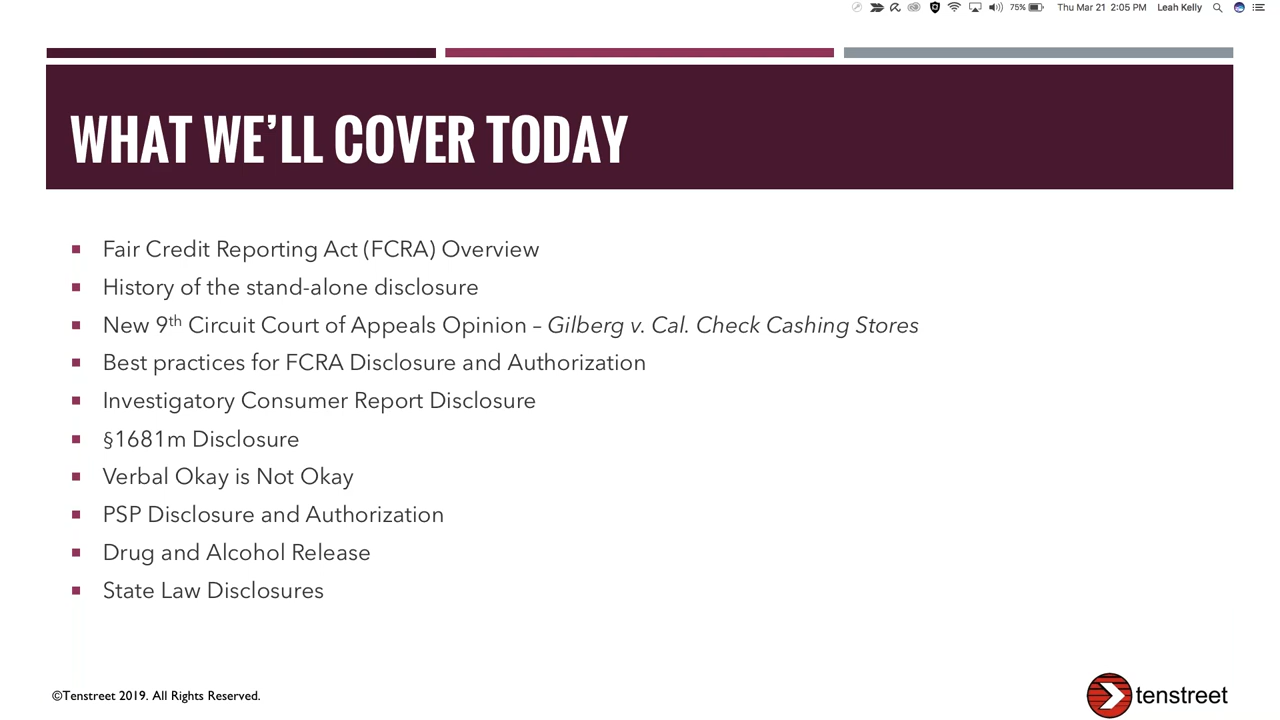 75% Thu Mar 21 2:05 PM Leah Kelly
WHAT WE’LL COVER TODAY
Fair Credit Reporting Act (FCRA) Overview
History of the stand-alone disclosure
New 9th Circuit Court of Appeals Opinion – Gilberg v. Cal. Check Cashing Stores
Best practices for FCRA Disclosure and Authorization
Investigatory Consumer Report Disclosure
§1681m Disclosure
Verbal Okay is Not Okay
PSP Disclosure and Authorization
Drug and Alcohol Release
State Law Disclosures
©Tenstreet 2019. All Rights Reserved.
tenstreet